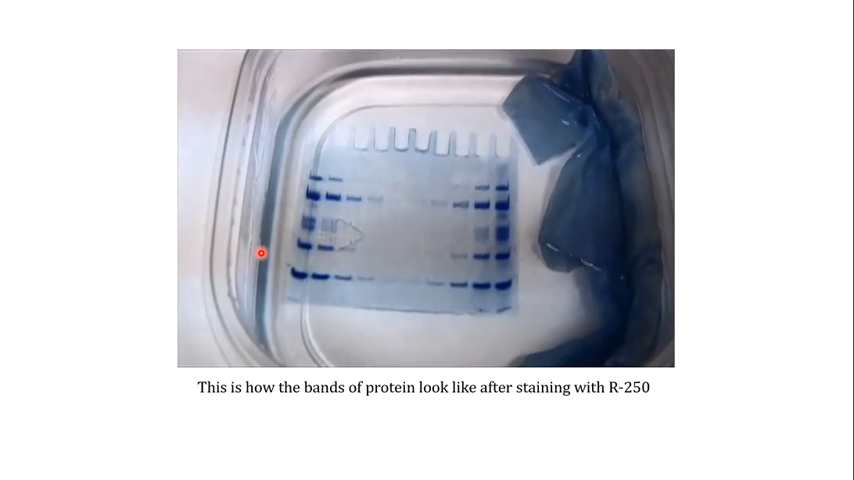 This is how the bands of protein look like after staining with R-250